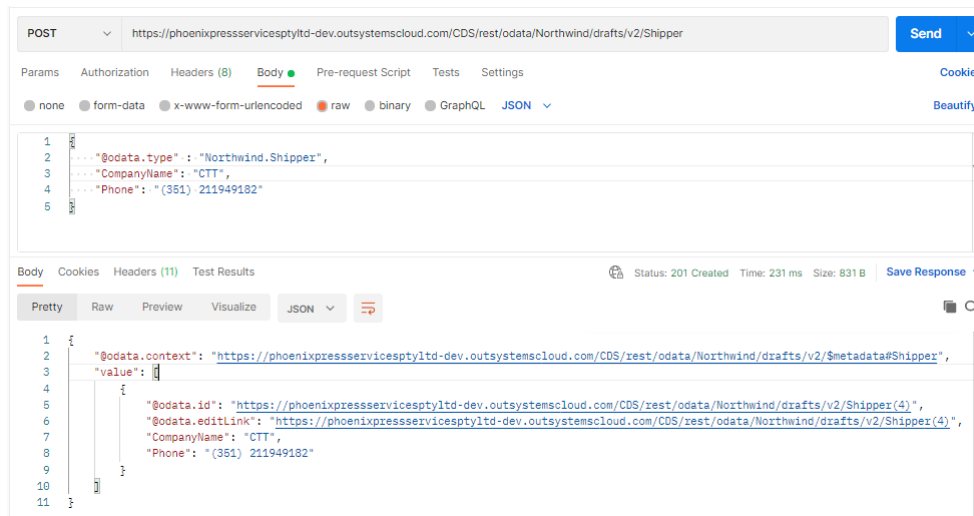 POST https://phoenixpressservicesptyltd-dev.outsystemscloud.com/CDS/rest/odata/Northwind/drafts/v2/Shipper Send
Params Authorization Headers (8) Body Pre-request Script Tests Settings Cookie
none form-data x-www-form-urlencoded raw binary GraphQL JSON Beautify
1 {
2 "@odata.type" : "Northwind.Shipper",
3 "CompanyName": "CTT",
4 "Phone": "(351) 211949182"
5 }
Body Cookies Headers (11) Test Results Status: 201 Created Time: 231 ms Size: 831 B Save Response
Pretty Raw Preview Visualize JSON
1 {
2 "@odata.context": "https://phoenixpressservicesptyltd-dev.outsystemscloud.com/CDS/rest/odata/Northwind/drafts/v2/$metadata#Shipper",
3 "value": [
4 {
5 "@odata.id": "https://phoenixpressservicesptyltd-dev.outsystemscloud.com/CDS/rest/odata/Northwind/drafts/v2/Shipper(4)",
6 "@odata.editLink": "https://phoenixpressservicesptyltd-dev.outsystemscloud.com/CDS/rest/odata/Northwind/drafts/v2/Shipper(4)",
7 "CompanyName": "CTT",
8 "Phone": "(351) 211949182"
9 }
10 ]
11 }